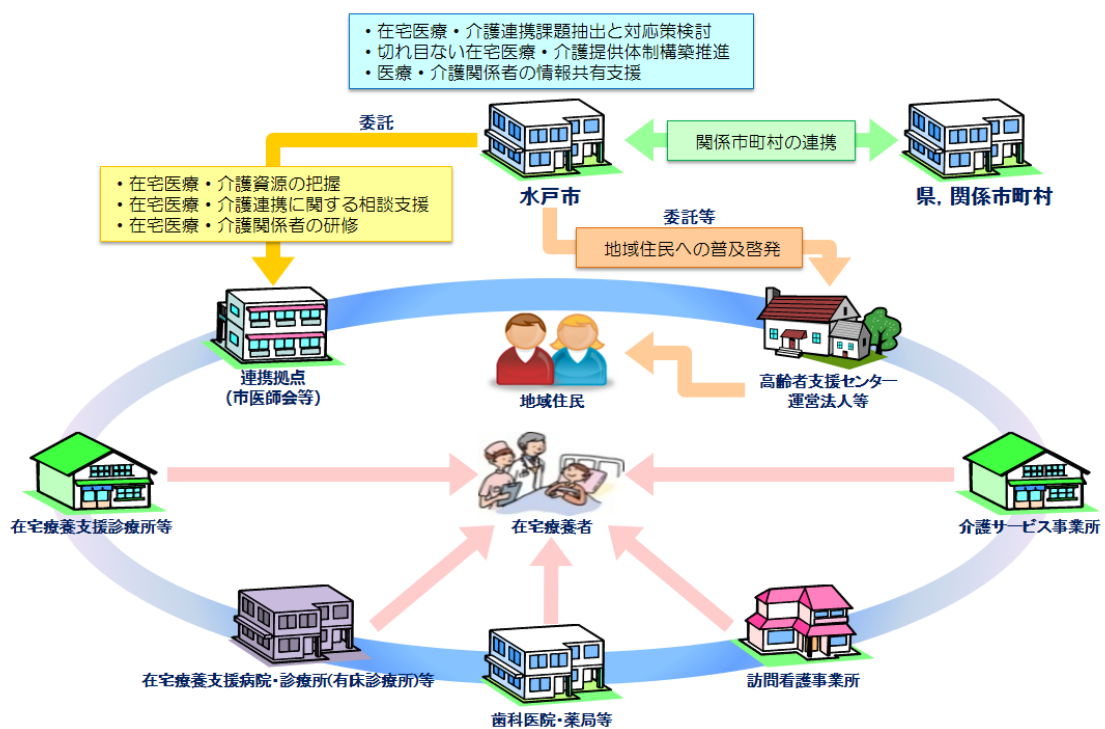 ・在宅医療・介護連携課題抽出と対応策検討
・切れ目ない在宅医療・介護提供体制構築推進
・医療・介護関係者の情報共有支援
委託
関係市町村の連携
水戸市
県，関係市町村
・在宅医療・介護資源の把握
・在宅医療・介護連携に関する相談支援
・在宅医療・介護関係者の研修
委託等
地域住民への普及啓発
連携拠点
(市医師会等)
地域住民
高齢者支援センター
運営法人等
在宅療養支援診療所等
在宅療養者
介護サービス事業所
在宅療養支援病院・診療所(有床診療所)等
歯科医院・薬局等
訪問看護事業所